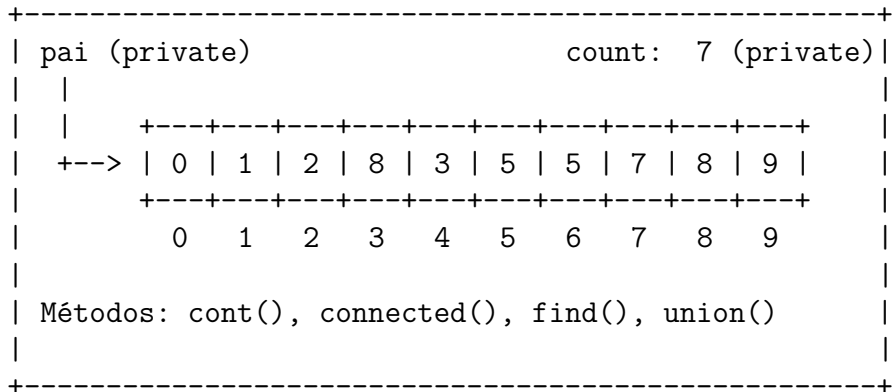 pai (private) count: 7 (private)
0 | 1 | 2 | 8 | 3 | 5 | 5 | 7 | 8 | 9
0 1 2 3 4 5 6 7 8 9
Métodos: cont(), connected(), find(), union()